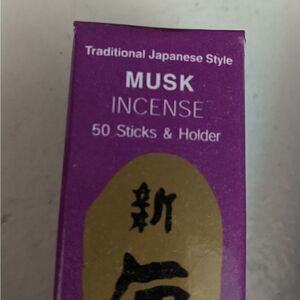 Traditional Japanese Style
MUSK
INCENSE
50 Sticks & Holder
新